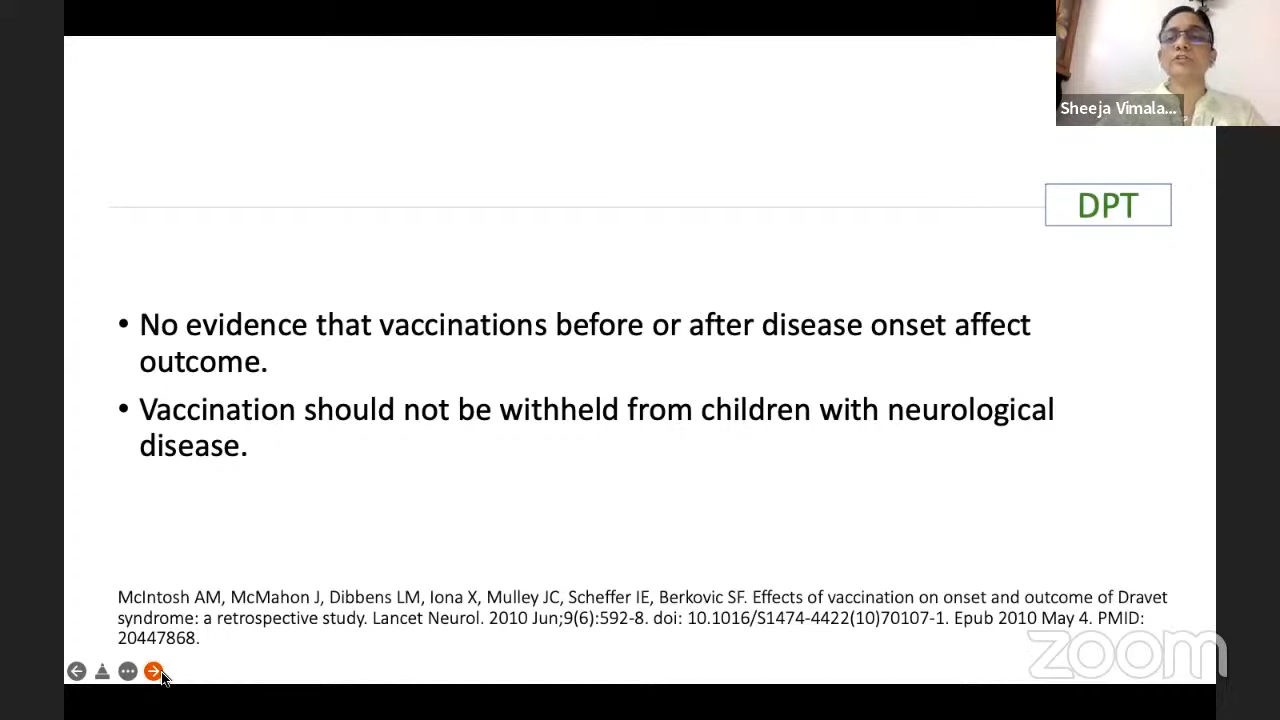 Sheeja Vimala...
DPT
• No evidence that vaccinations before or after disease onset affect
outcome.
• Vaccination should not be withheld from children with neurological
disease.
McIntosh AM, McMahon J, Dibbens LM, Iona X, Mulley JC, Scheffer IE, Berkovic SF. Effects of vaccination on onset and outcome of Dravet
syndrome: a retrospective study. Lancet Neurol. 2010 Jun;9(6):592-8. doi: 10.1016/S1474-4422(10)70107-1. Epub 2010 May 4. PMID:
20447868.
zoom